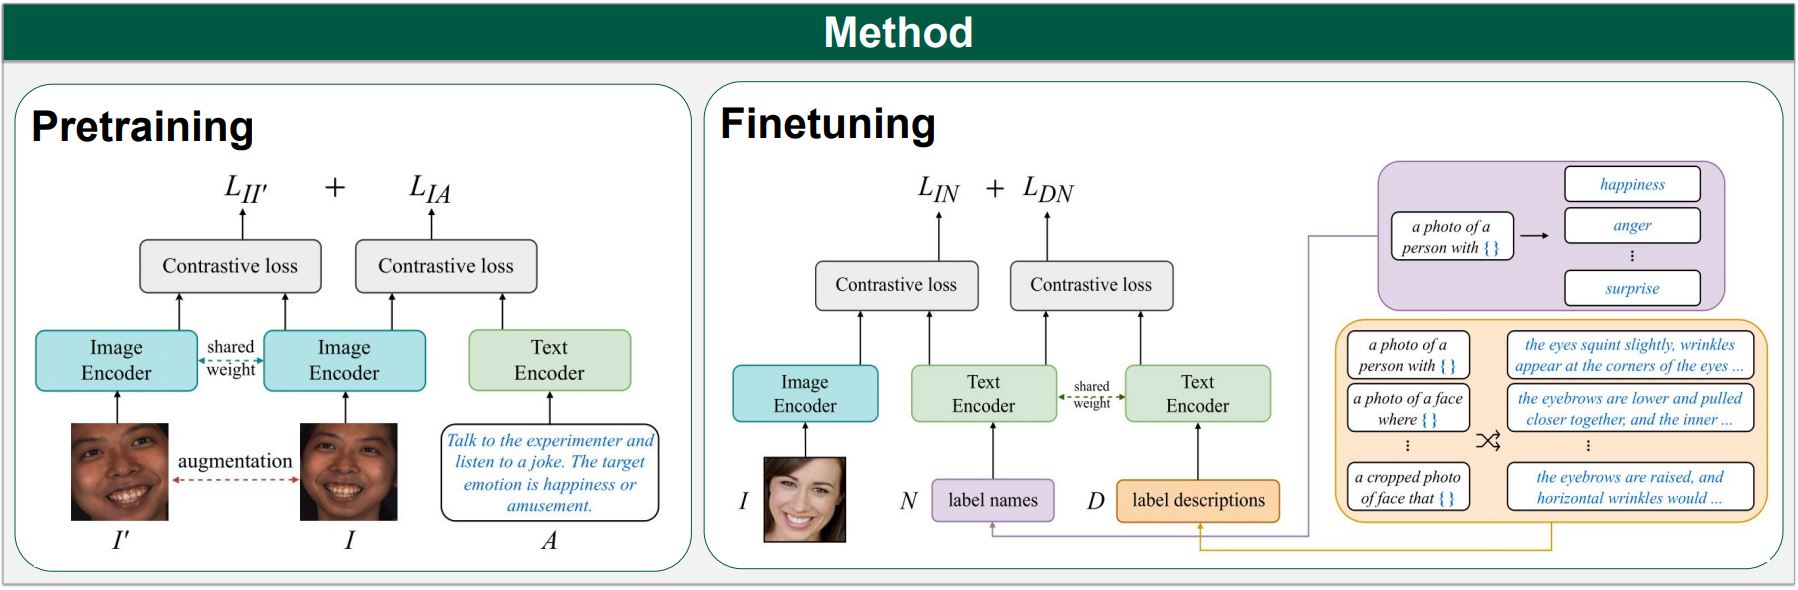 Method
Pretraining
L_{II'} + L_{IA}
Contrastive loss
Contrastive loss
Image
Encoder
shared
weight
Image
Encoder
Text
Encoder
augmentation
Talk to the experimenter and
listen to a joke. The target
emotion is happiness or
amusement.
I'
I
A
Finetuning
L_{IN} + L_{DN}
Contrastive loss
Contrastive loss
Image
Encoder
Text
Encoder
shared
weight
Text
Encoder
I
N
label names
D
label descriptions
a photo of a
person with { }
happiness
anger
⋮
surprise
a photo of a
person with { }
a photo of a face
where { }
⋮
a cropped photo
of face that { }
the eyes squint slightly, wrinkles
appear at the corners of the eyes ...
the eyebrows are lower and pulled
closer together, and the inner ...
⋮
the eyebrows are raised, and
horizontal wrinkles would ...